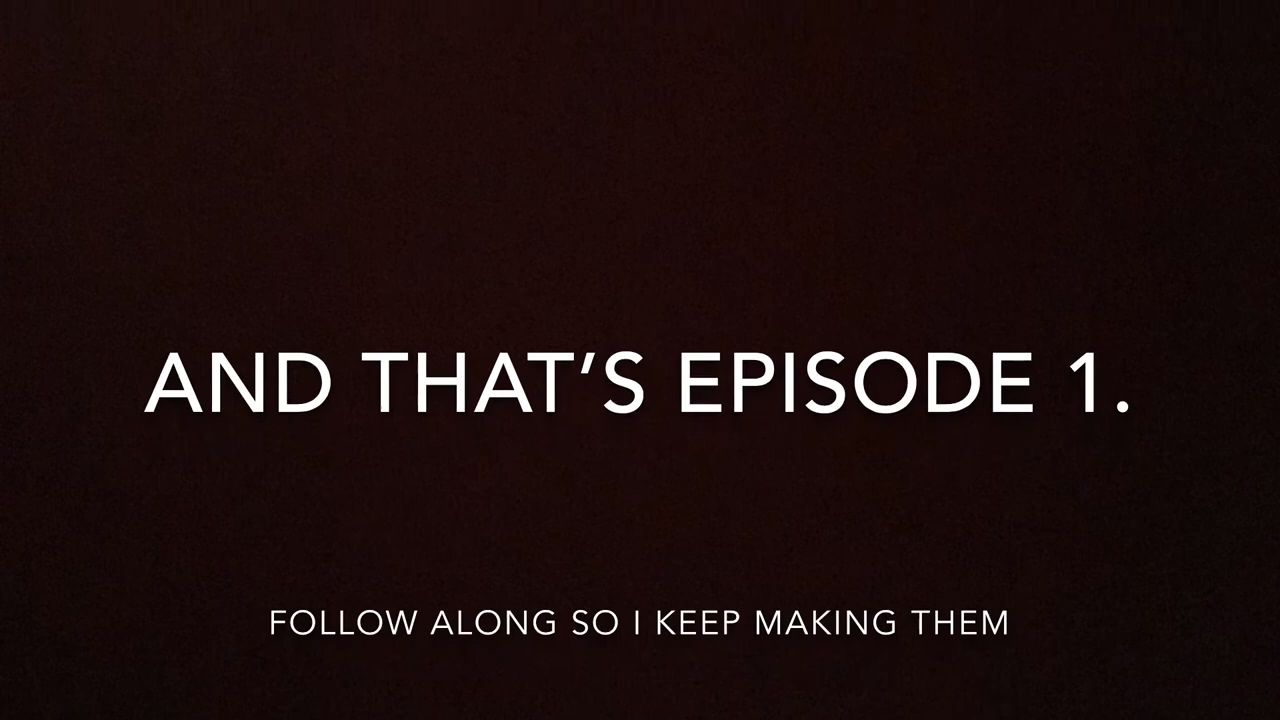 AND THAT’S EPISODE 1.
FOLLOW ALONG SO I KEEP MAKING THEM